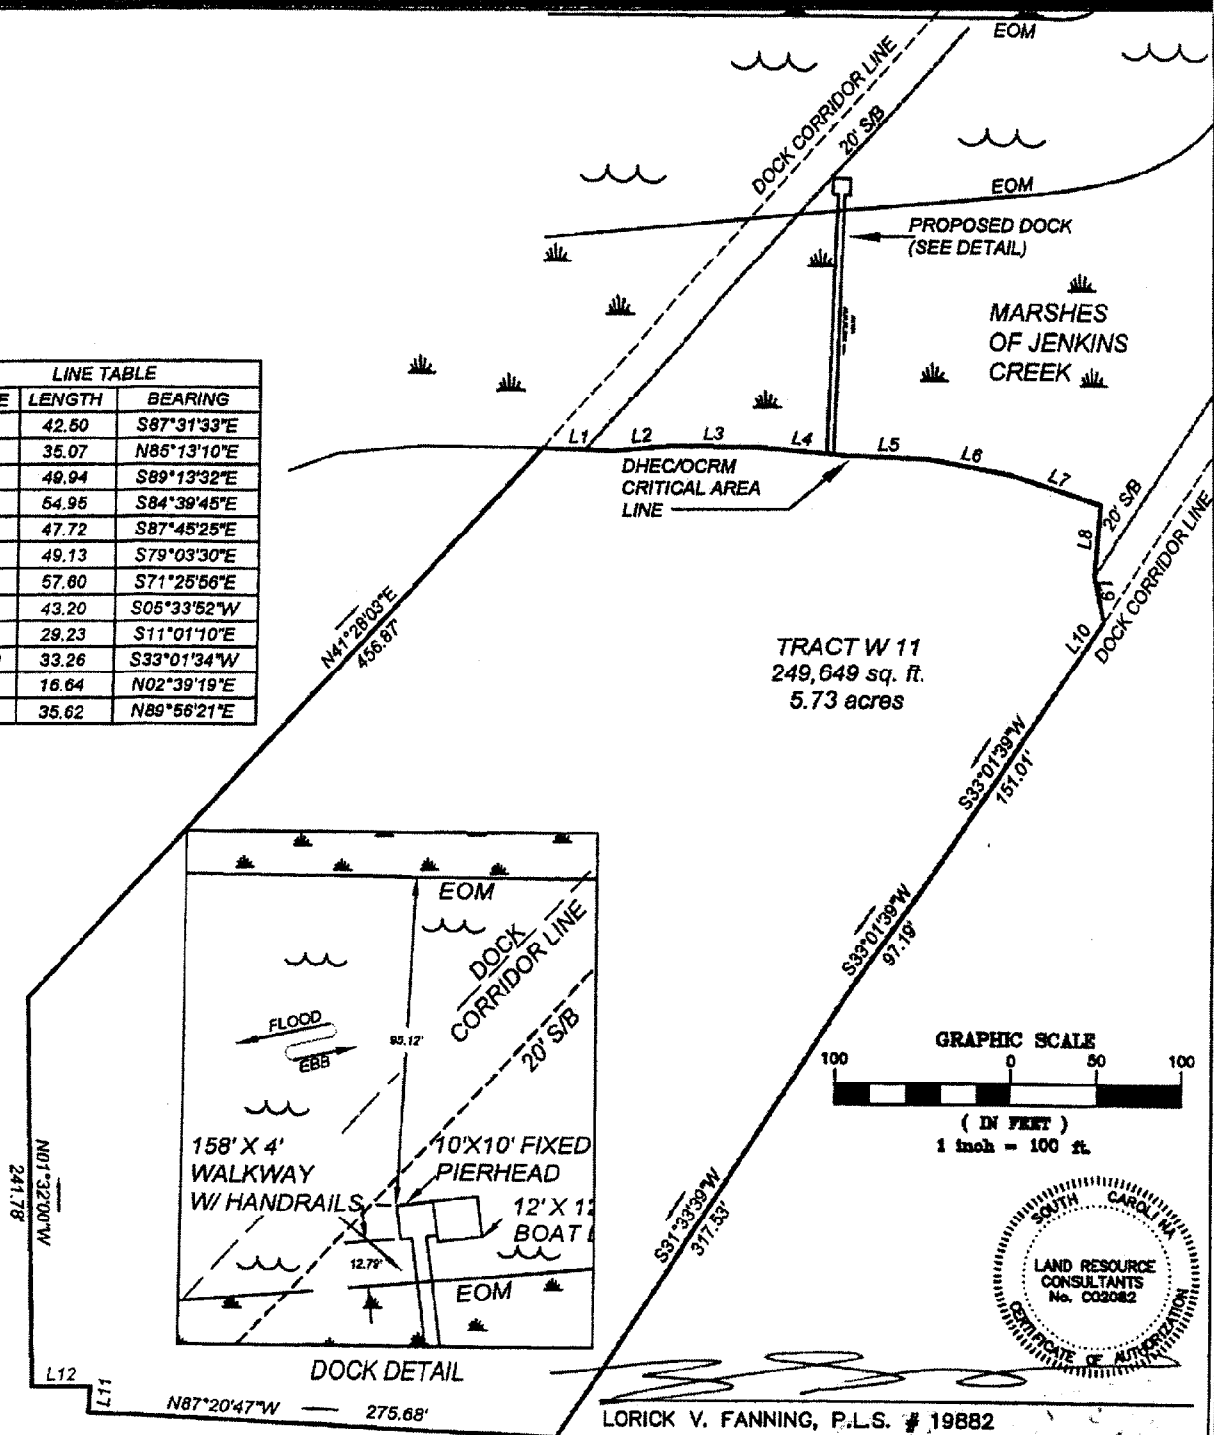 EOM
DOCK CORRIDOR LINE
20' S/B
EOM
PROPOSED DOCK
(SEE DETAIL)
MARSHES
OF JENKINS
CREEK
LINE TABLE
E LENGTH BEARING
42.50 S87°31'33"E
35.07 N85°13'10"E
49.94 S89°13'32"E
54.95 S84°39'45"E
47.72 S87°45'25"E
49.13 S79°03'30"E
57.60 S71°25'56"E
43.20 S05°33'52"W
29.23 S11°01'10"E
33.26 S33°01'34"W
16.64 N02°39'19"E
35.62 N89°56'21"E
L1 L2 L3 L4 L5 L6 L7
DHEC/OCRM
CRITICAL AREA
LINE
L8
20' S/B
L9
L10
DOCK CORRIDOR LINE
N41°28'03"E
456.87'
TRACT W 11
249,649 sq. ft.
5.73 acres
S33°01'39"W
151.01'
S33°01'39"W
97.19'
S31°33'39"W
317.53'
EOM
DOCK
CORRIDOR LINE
20' S/B
FLOOD
EBB
95.12'
158' X 4'
WALKWAY
W/ HANDRAILS
10'X10' FIXED
PIERHEAD
12' X 12
BOAT
12.79'
EOM
DOCK DETAIL
GRAPHIC SCALE
100 0 50 100
( IN FEET )
1 inch = 100 ft.
SOUTH CAROLINA
LAND RESOURCE
CONSULTANTS
No. C02082
CERTIFICATE OF AUTHORIZATION
N01°32'00"W
241.78'
L12
L11
N87°20'47"W 275.68'
LORICK V. FANNING, P.L.S. # 19882